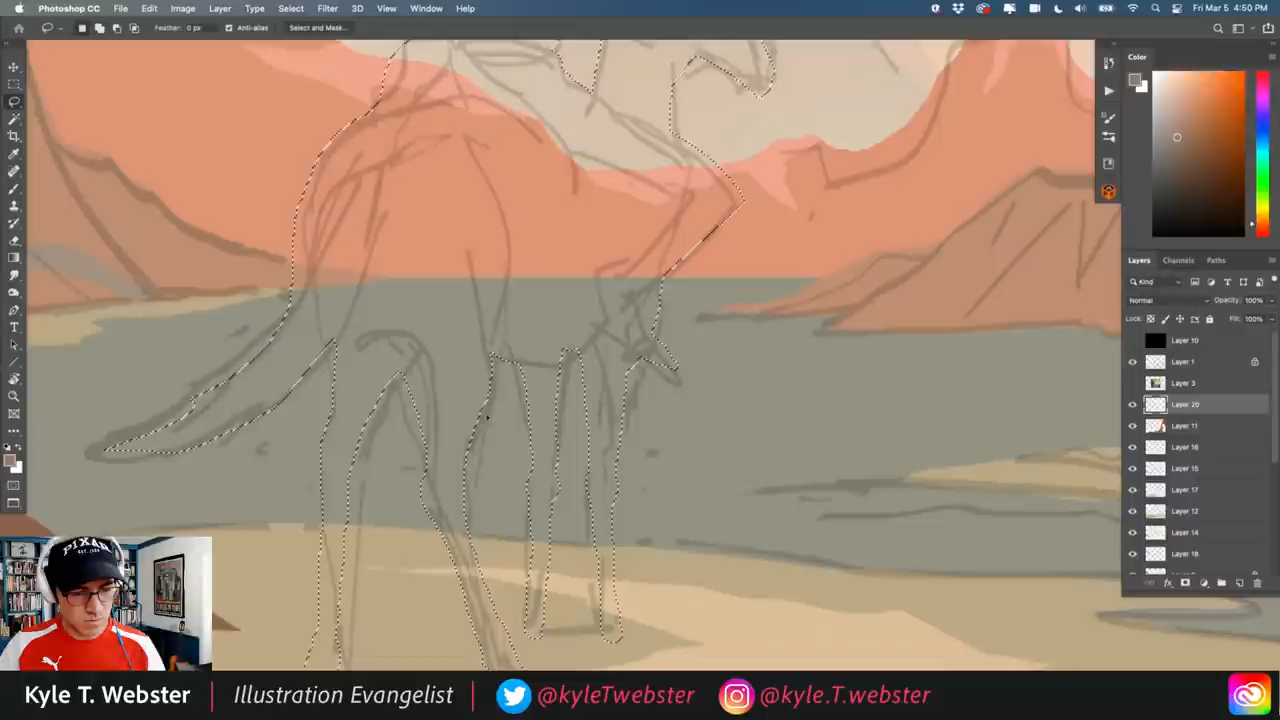 Photoshop CC File Edit Image Layer Type Select Filter 3D View Window Help Fri Mar 5 4:50 PM
Feather: 0 px Anti-alias Select and Mask...
Color
Layers Channels Paths
Kind
Normal Opacity: 100%
Lock: Fill: 100%
Layer 10
Layer 1
Layer 3
Layer 20
Layer 11
Layer 16
Layer 15
Layer 17
Layer 12
Layer 14
Layer 18
PIXAR
Kyle T. Webster | Illustration Evangelist | @kyleTwebster @kyle.T.webster